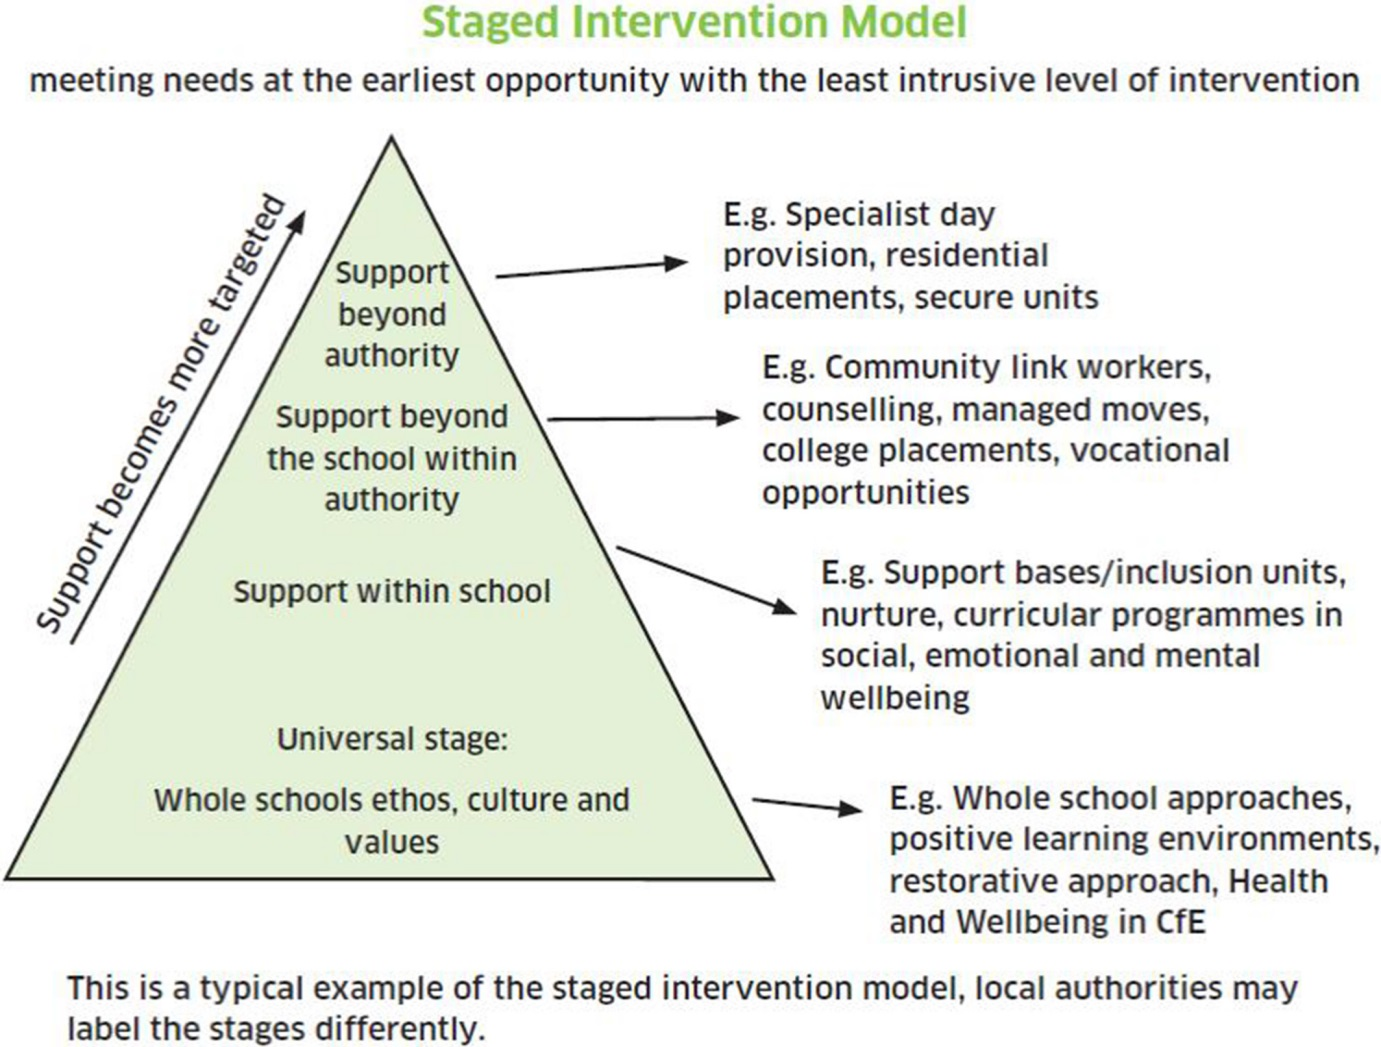 Staged Intervention Model
meeting needs at the earliest opportunity with the least intrusive level of intervention
Support becomes more targeted
Support
beyond
authority
E.g. Specialist day
provision, residential
placements, secure units
Support beyond
the school within
authority
E.g. Community link workers,
counselling, managed moves,
college placements, vocational
opportunities
Support within school
E.g. Support bases/inclusion units,
nurture, curricular programmes in
social, emotional and mental
wellbeing
Universal stage:
Whole schools ethos, culture and
values
E.g. Whole school approaches,
positive learning environments,
restorative approach, Health
and Wellbeing in CfE
This is a typical example of the staged intervention model, local authorities may
label the stages differently.